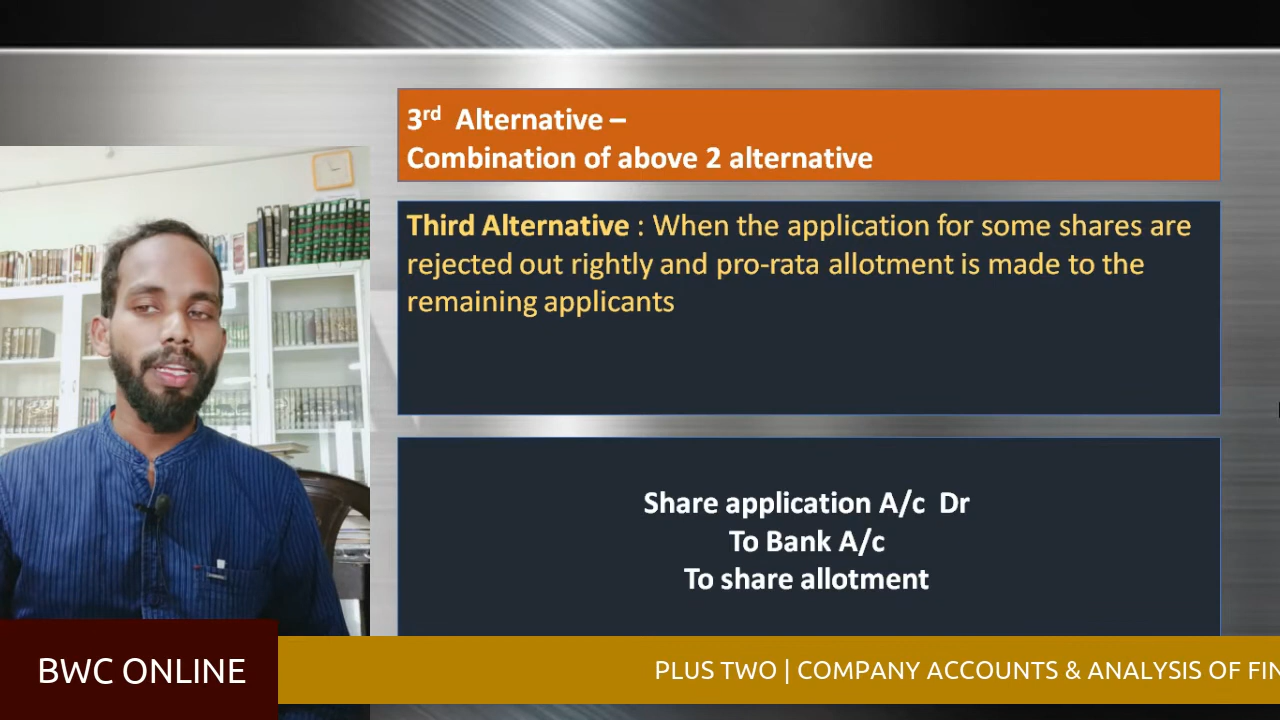 3rd Alternative –
Combination of above 2 alternative
Third Alternative : When the application for some shares are
rejected out rightly and pro-rata allotment is made to the
remaining applicants
Share application A/c Dr
To Bank A/c
To share allotment
BWC ONLINE
PLUS TWO | COMPANY ACCOUNTS & ANALYSIS OF FIN